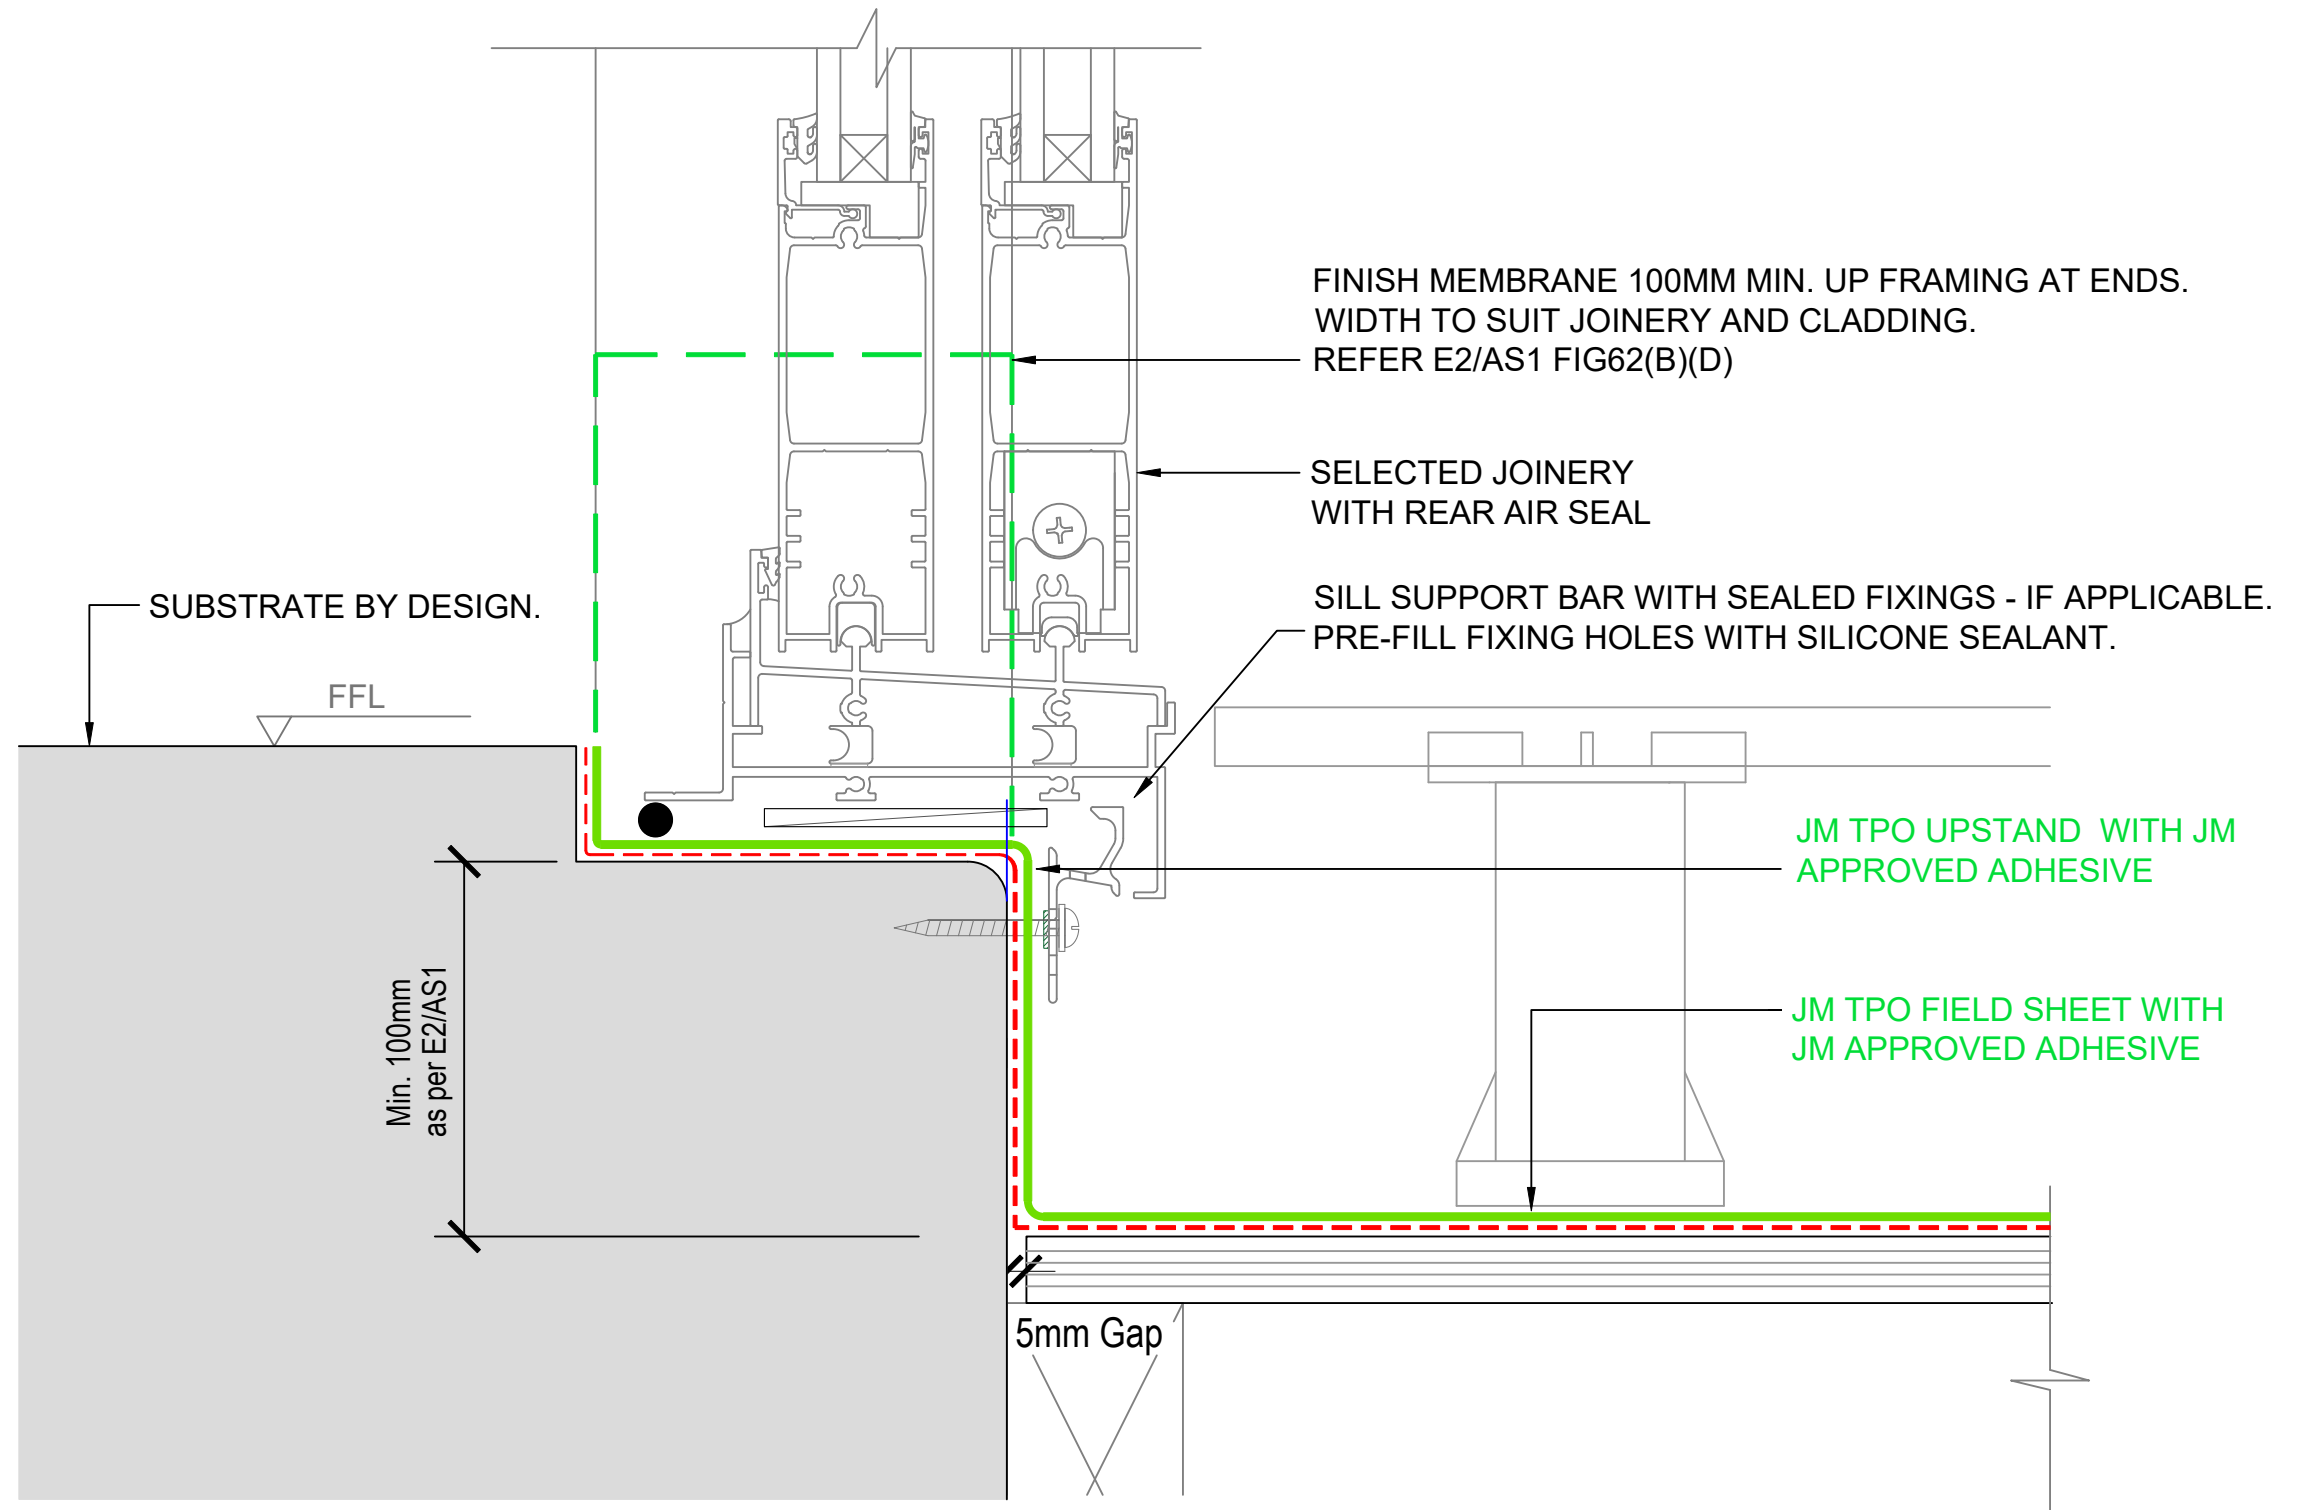 FINISH MEMBRANE 100MM MIN. UP FRAMING AT ENDS.
WIDTH TO SUIT JOINERY AND CLADDING.
REFER E2/AS1 FIG62(B)(D)
SELECTED JOINERY
WITH REAR AIR SEAL
SUBSTRATE BY DESIGN.
SILL SUPPORT BAR WITH SEALED FIXINGS - IF APPLICABLE.
PRE-FILL FIXING HOLES WITH SILICONE SEALANT.
FFL
JM TPO UPSTAND  WITH JM
APPROVED ADHESIVE
Min. 100mm
as per E2/AS1
JM TPO FIELD SHEET WITH
JM APPROVED ADHESIVE
5mm Gap